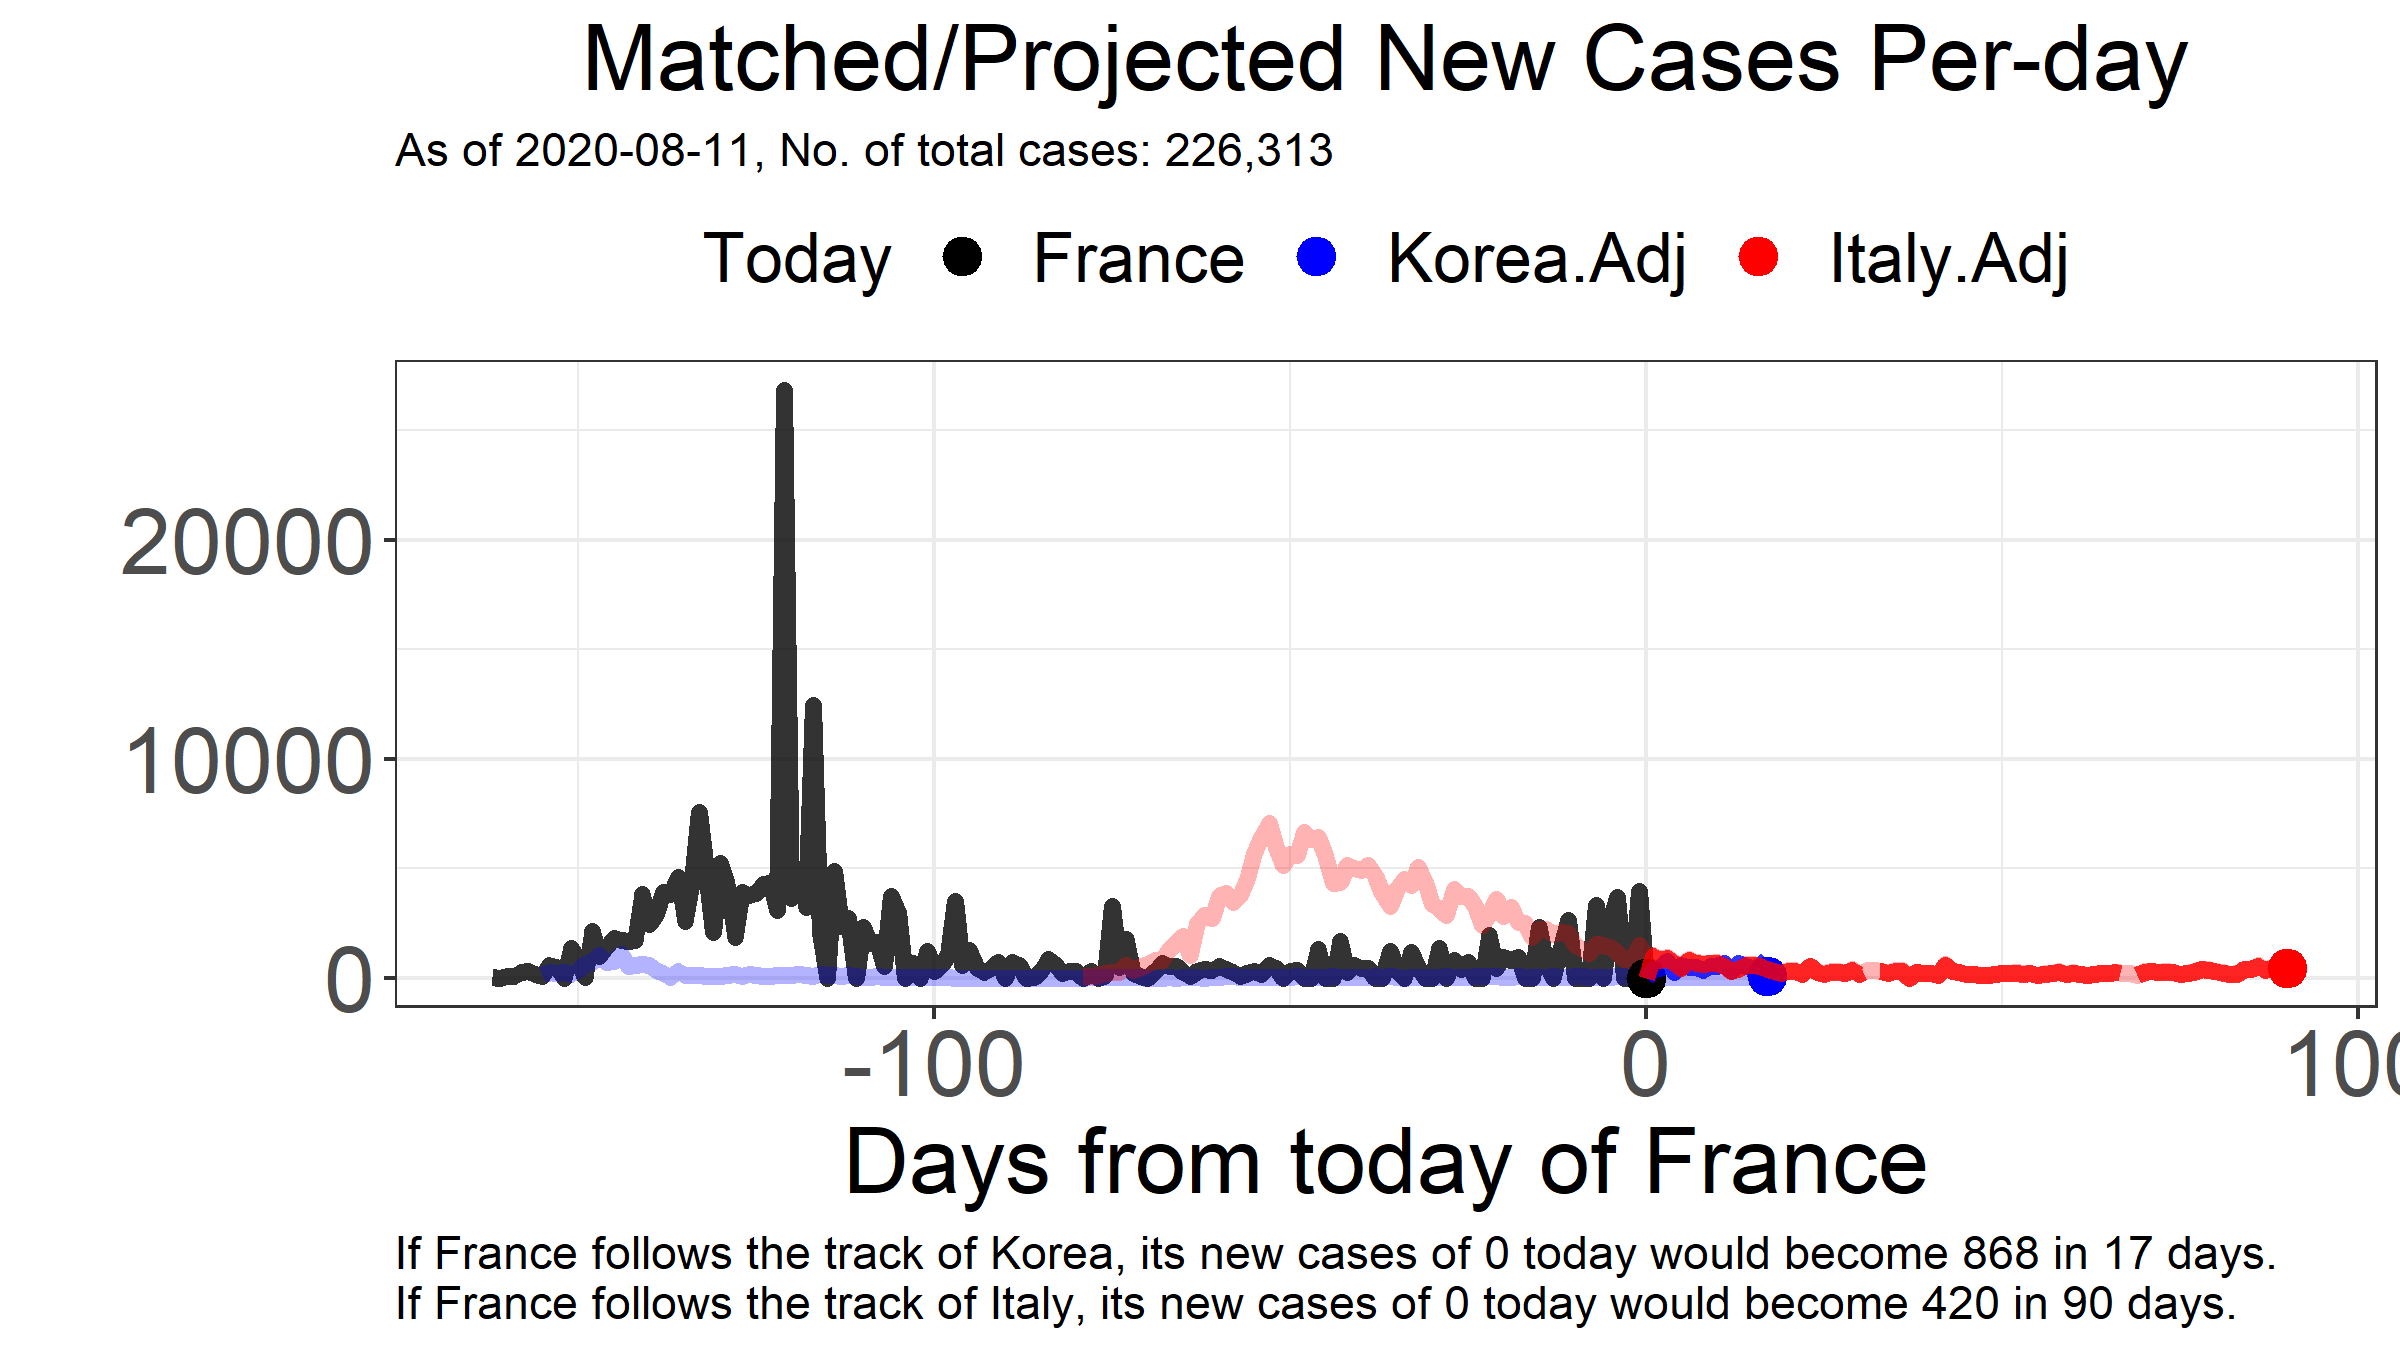 Matched/Projected New Cases Per-day
As of 2020-08-11, No. of total cases: 226,313
Today France Korea.Adj Italy.Adj
20000
10000
0
-100 0 100
Days from today of France
If France follows the track of Korea, its new cases of 0 today would become 868 in 17 days.
If France follows the track of Italy, its new cases of 0 today would become 420 in 90 days.